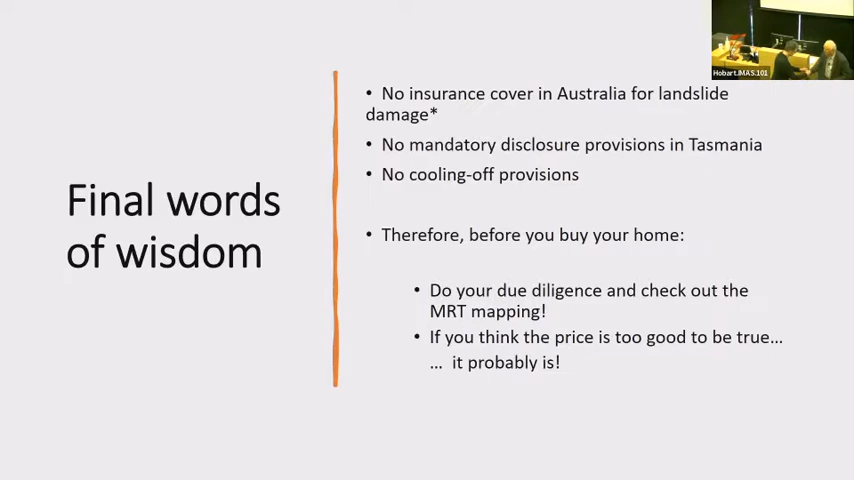 Final words
of wisdom
• No insurance cover in Australia for landslide
damage*
• No mandatory disclosure provisions in Tasmania
• No cooling-off provisions
• Therefore, before you buy your home:
• Do your due diligence and check out the
MRT mapping!
• If you think the price is too good to be true...
... it probably is!
Hobart.IMAS.101